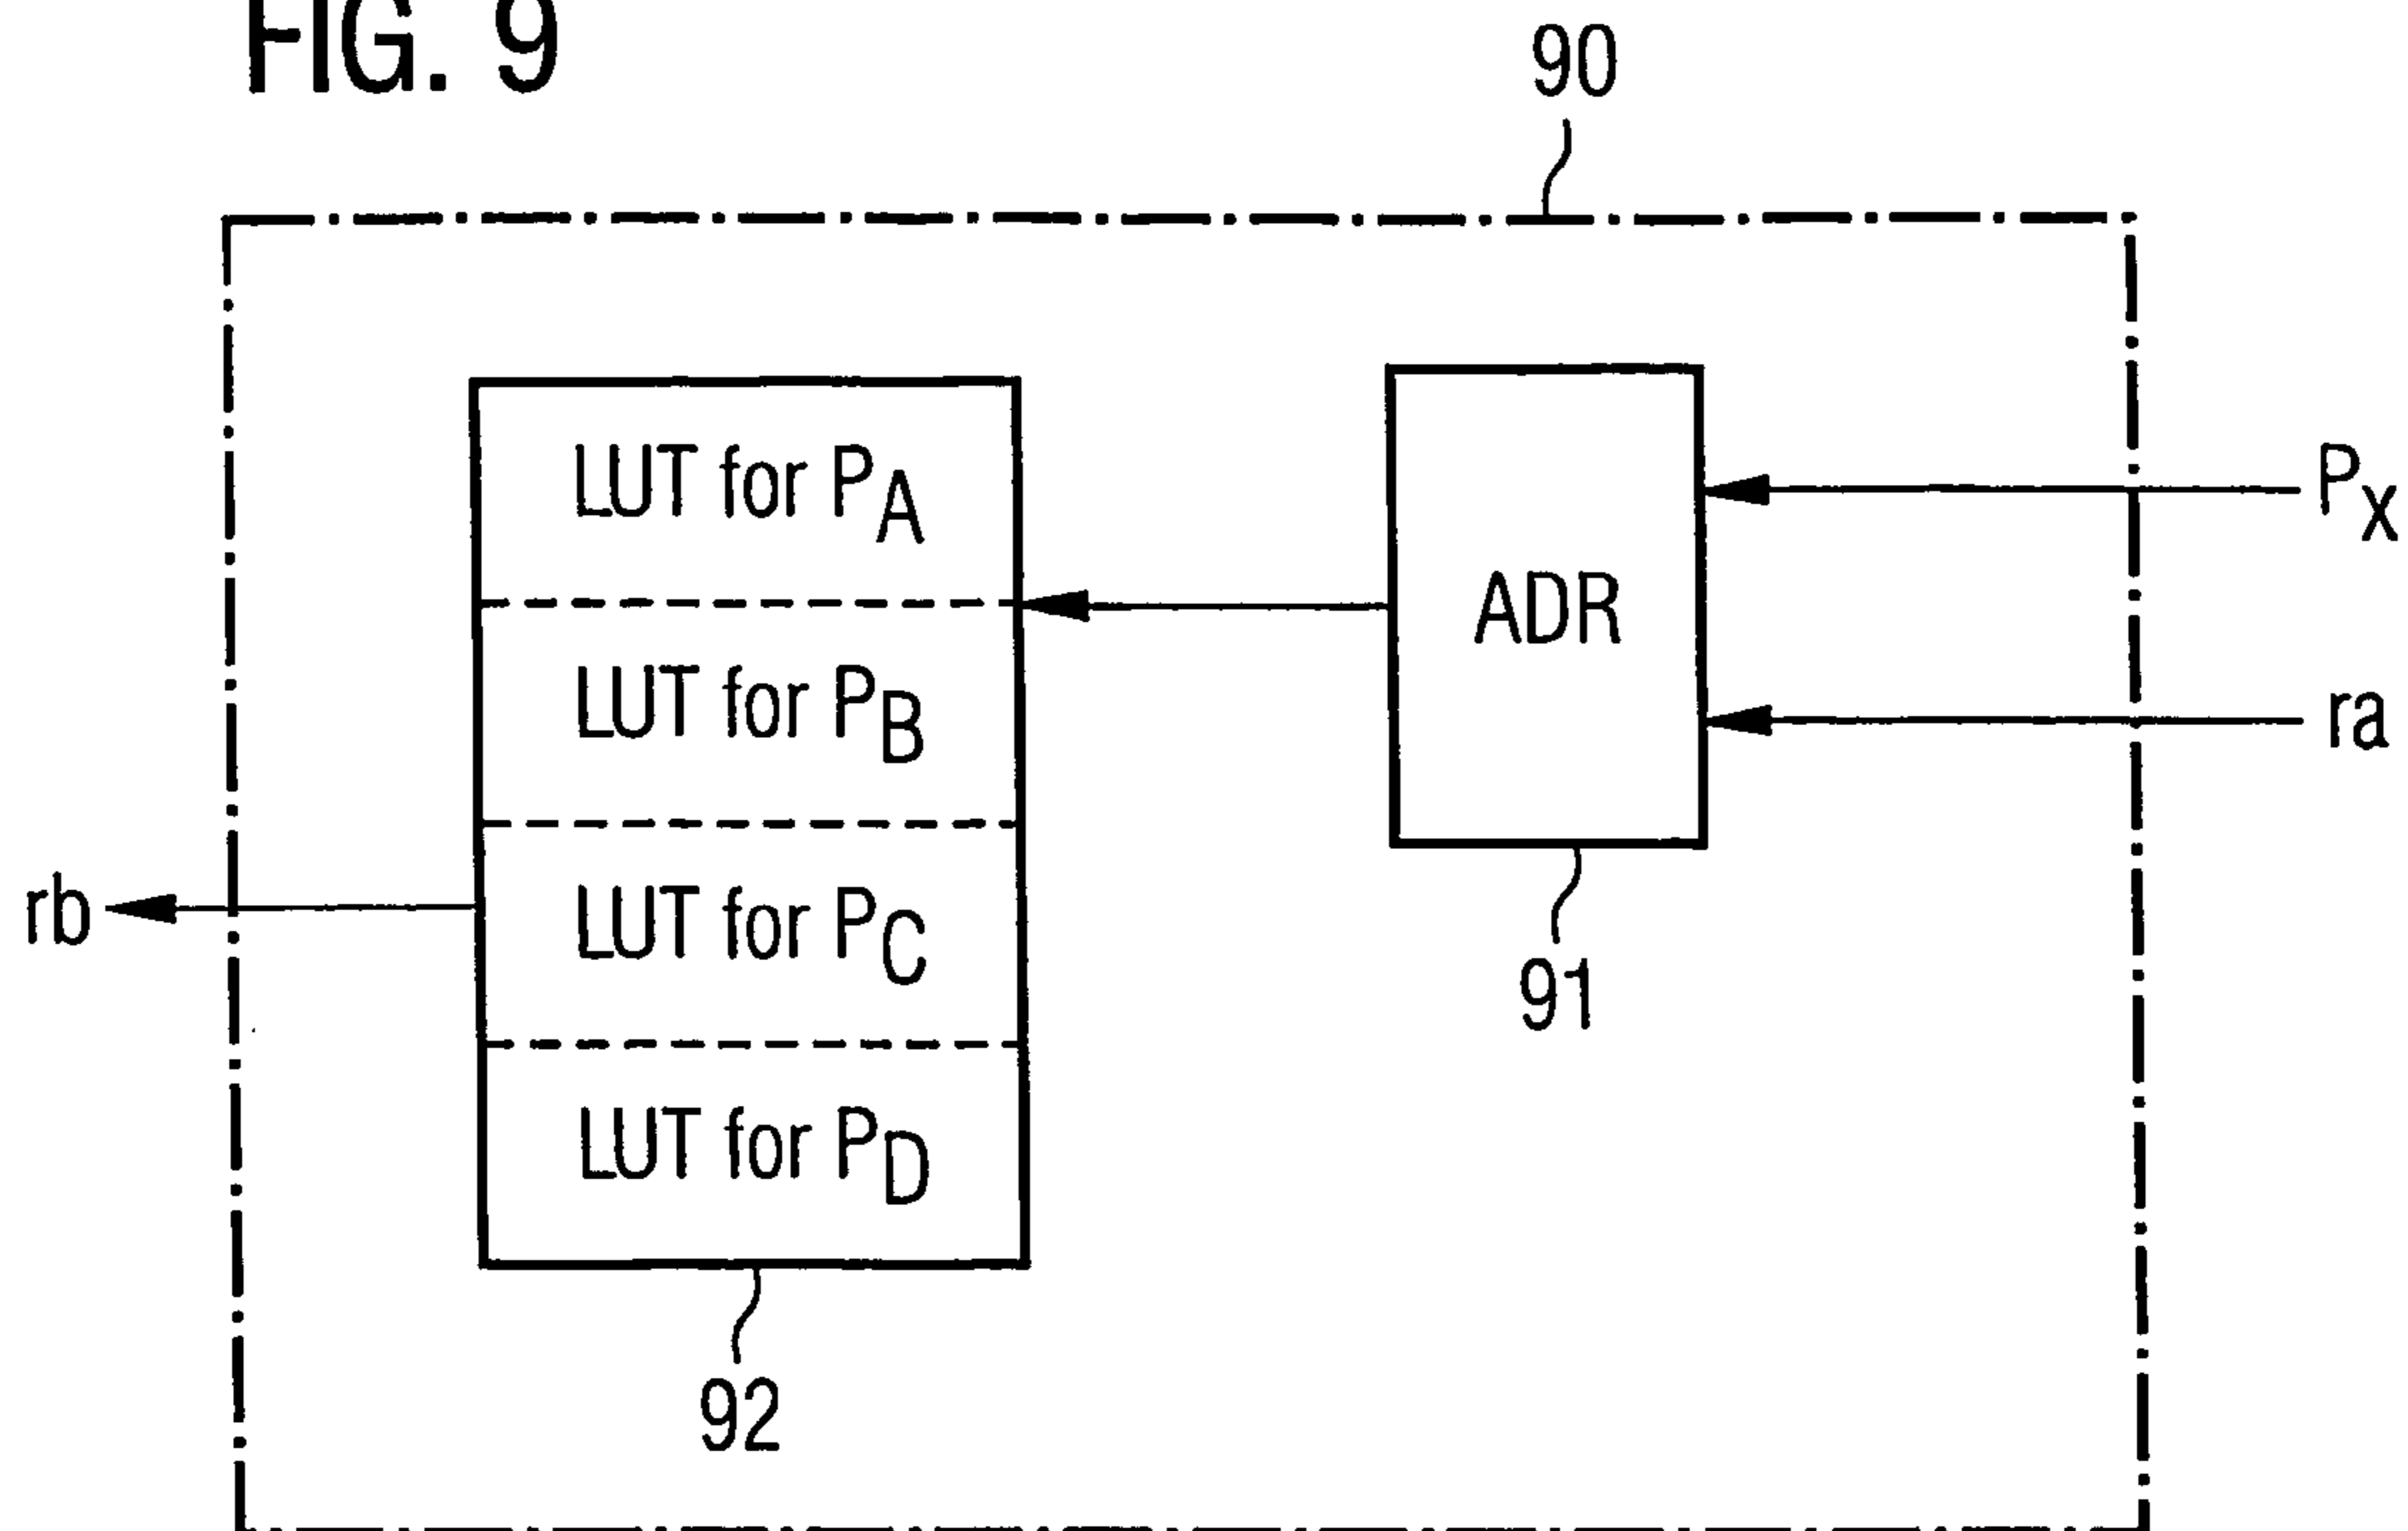 FIG. 9
90
LUT for PA
LUT for PB
LUT for PC
LUT for PD
ADR
PX
ra
rb
91
92